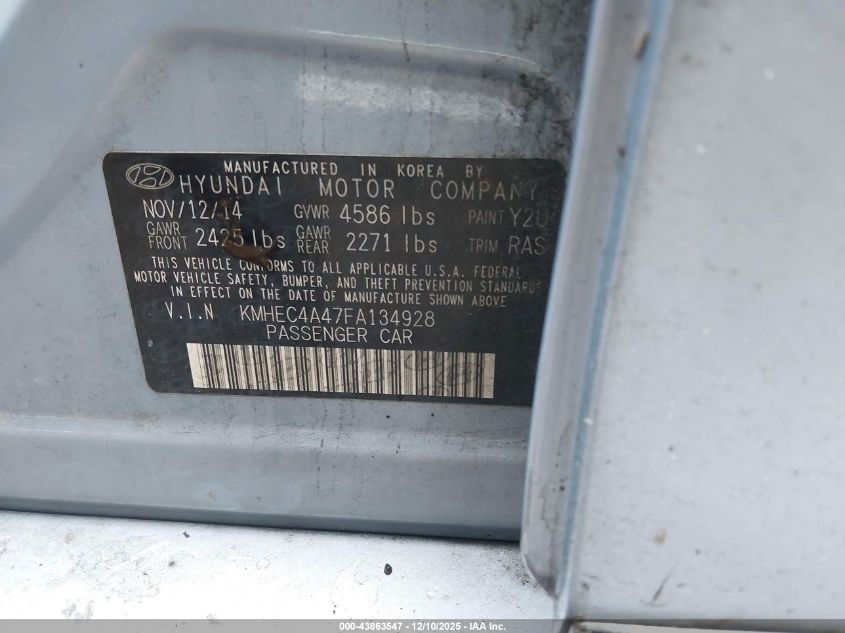 MANUFACTURED IN KOREA BY
HYUNDAI MOTOR COMPANY
NOV/12/14 GVWR 4586 lbs PAINT Y2U
GAWR FRONT 2425 lbs GAWR REAR 2271 lbs TRIM RAS
THIS VEHICLE CONFORMS TO ALL APPLICABLE U.S.A. FEDERAL
MOTOR VEHICLE SAFETY, BUMPER, AND THEFT PREVENTION STANDARDS
IN EFFECT ON THE DATE OF MANUFACTURE SHOWN ABOVE
V.I.N KMHEC4A47FA134928
PASSENGER CAR
000-43863547 - 12/10/2025 - IAA Inc.